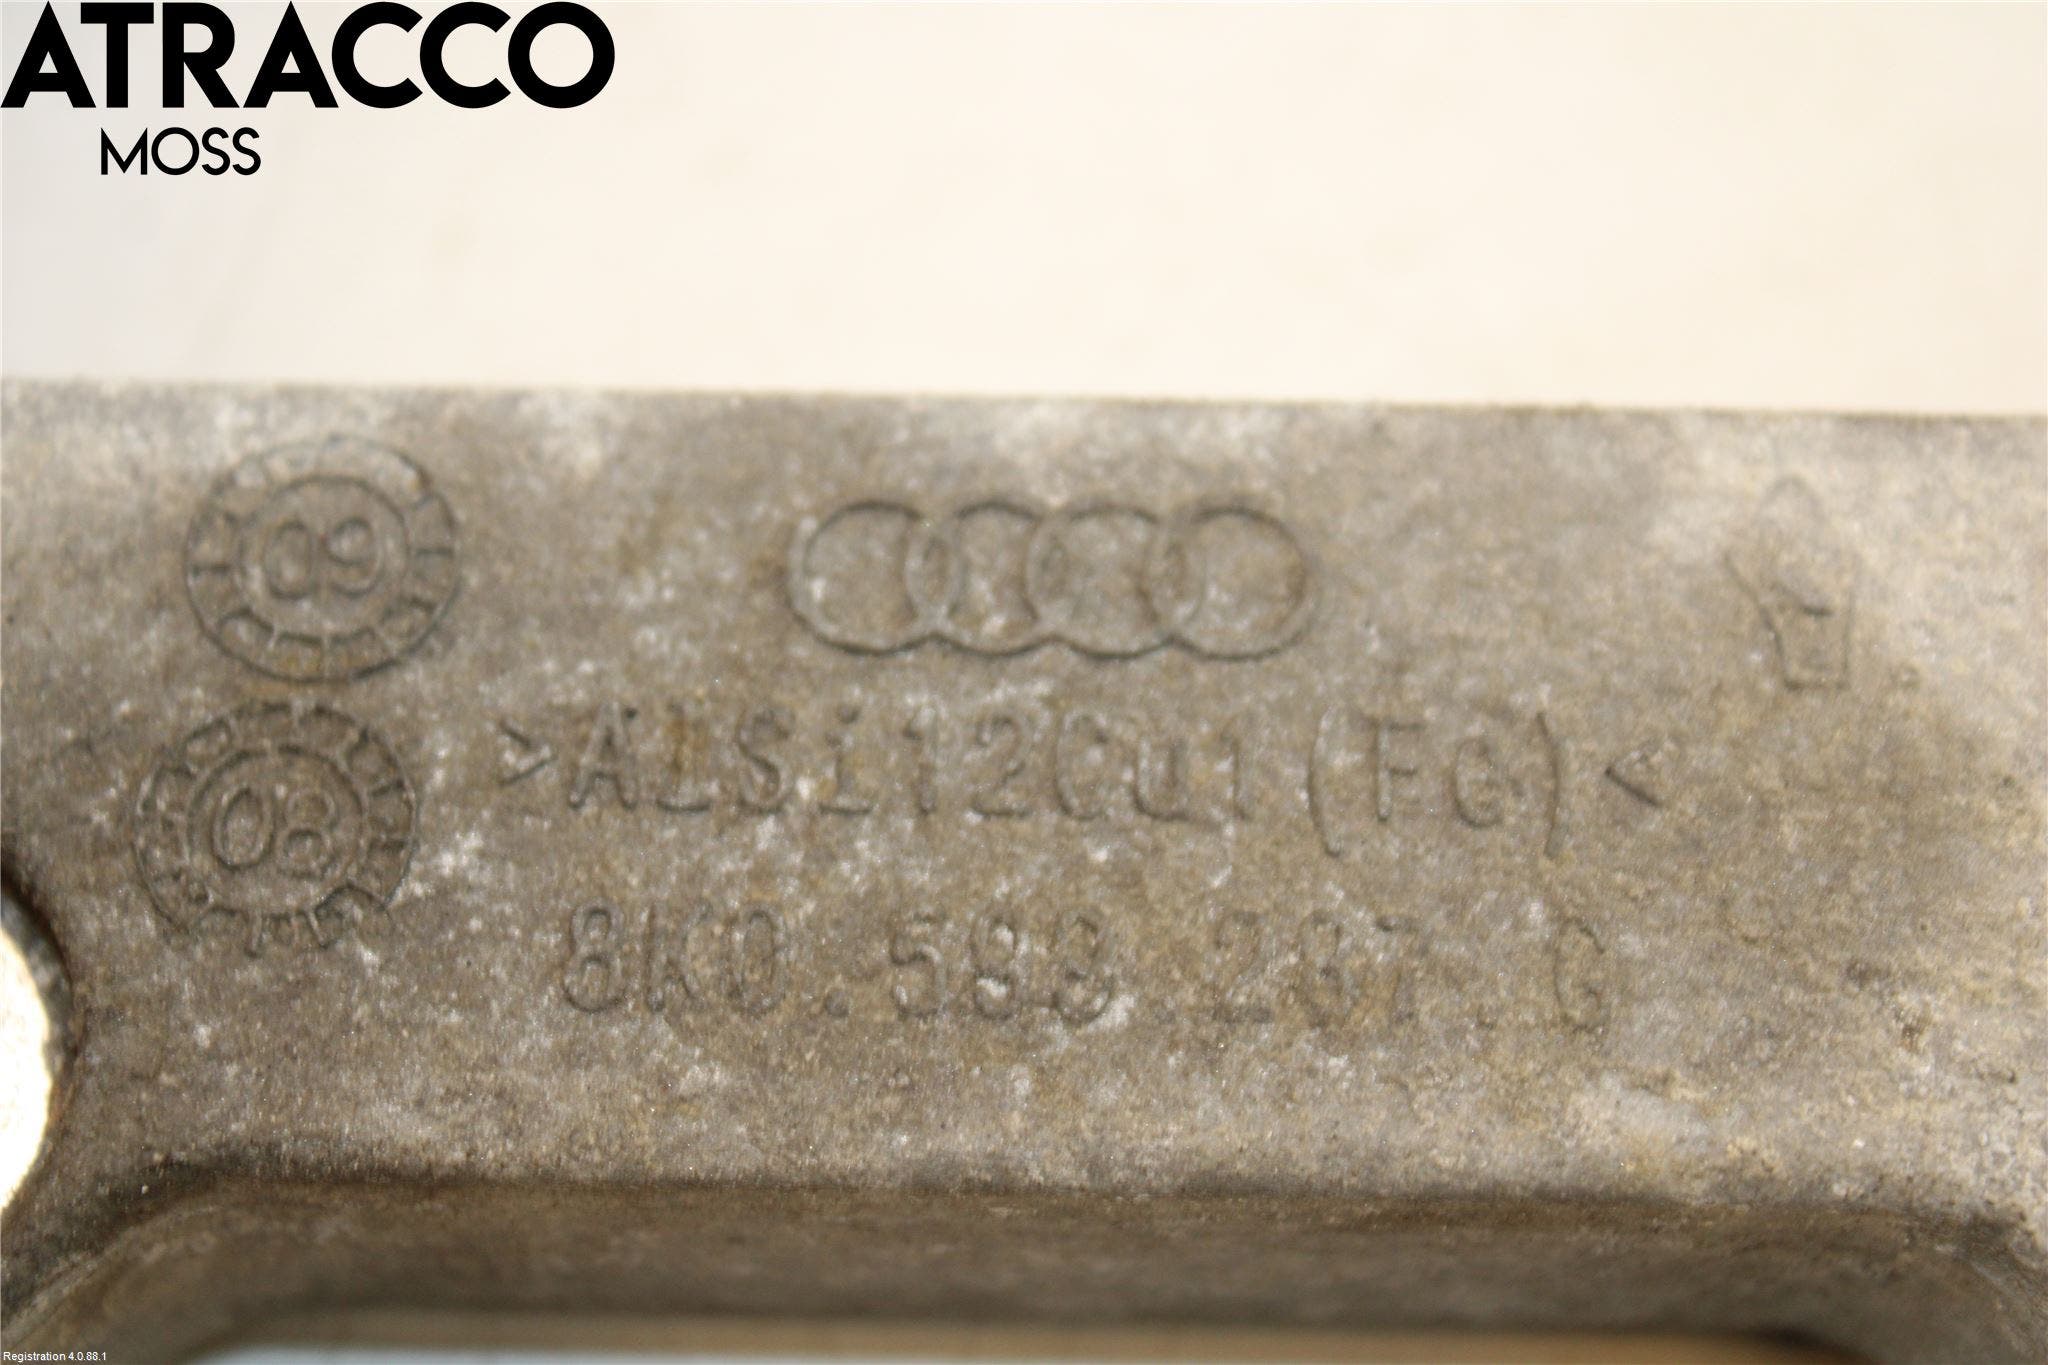 ATRACCO
MOSS
09
>AlSi12Cu1(Fe)<
08
8K0.599.287 G
Registration 4.0.88.1